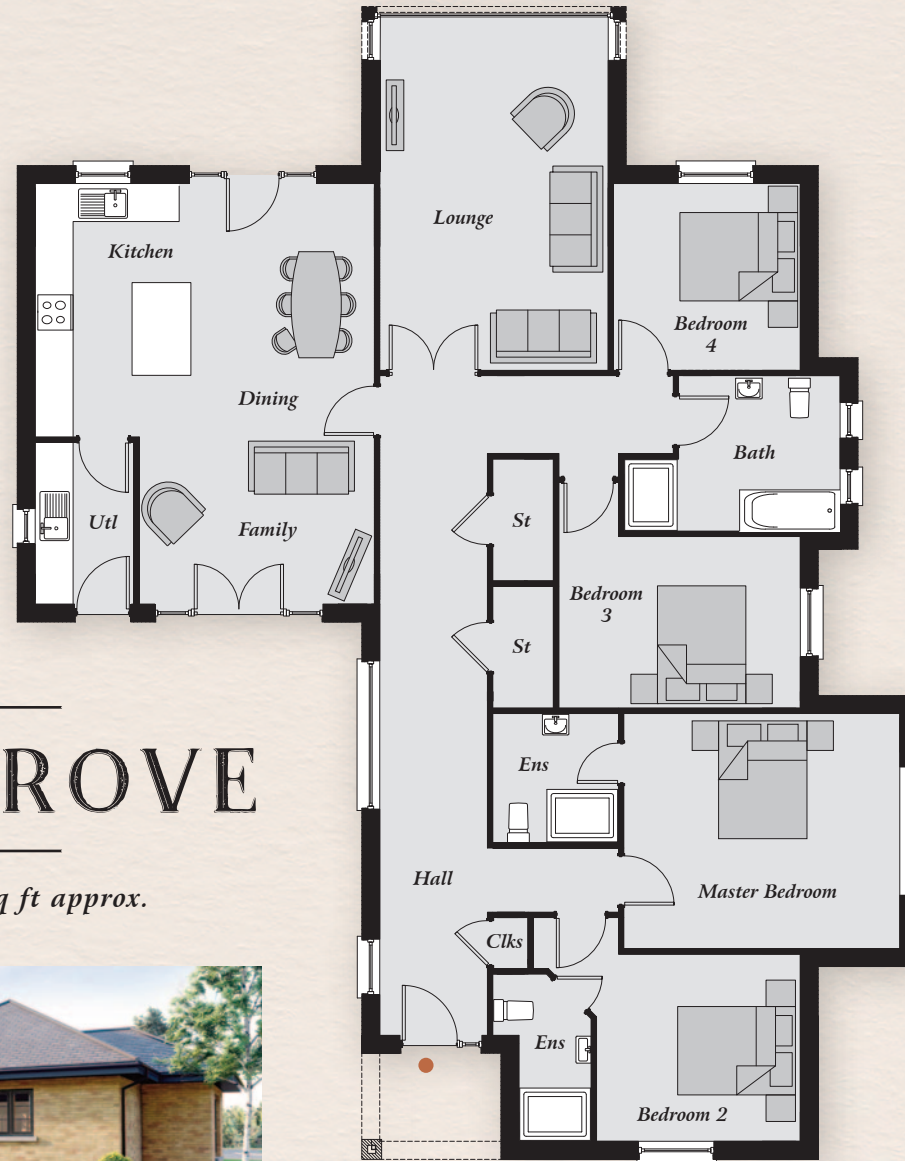 Lounge
Kitchen
Bedroom
4
Dining
Bath
St
Utl
Family
Bedroom
3
St
ROVE
Ens
Hall
Master Bedroom
ft approx.
Clks
Ens
Bedroom 2